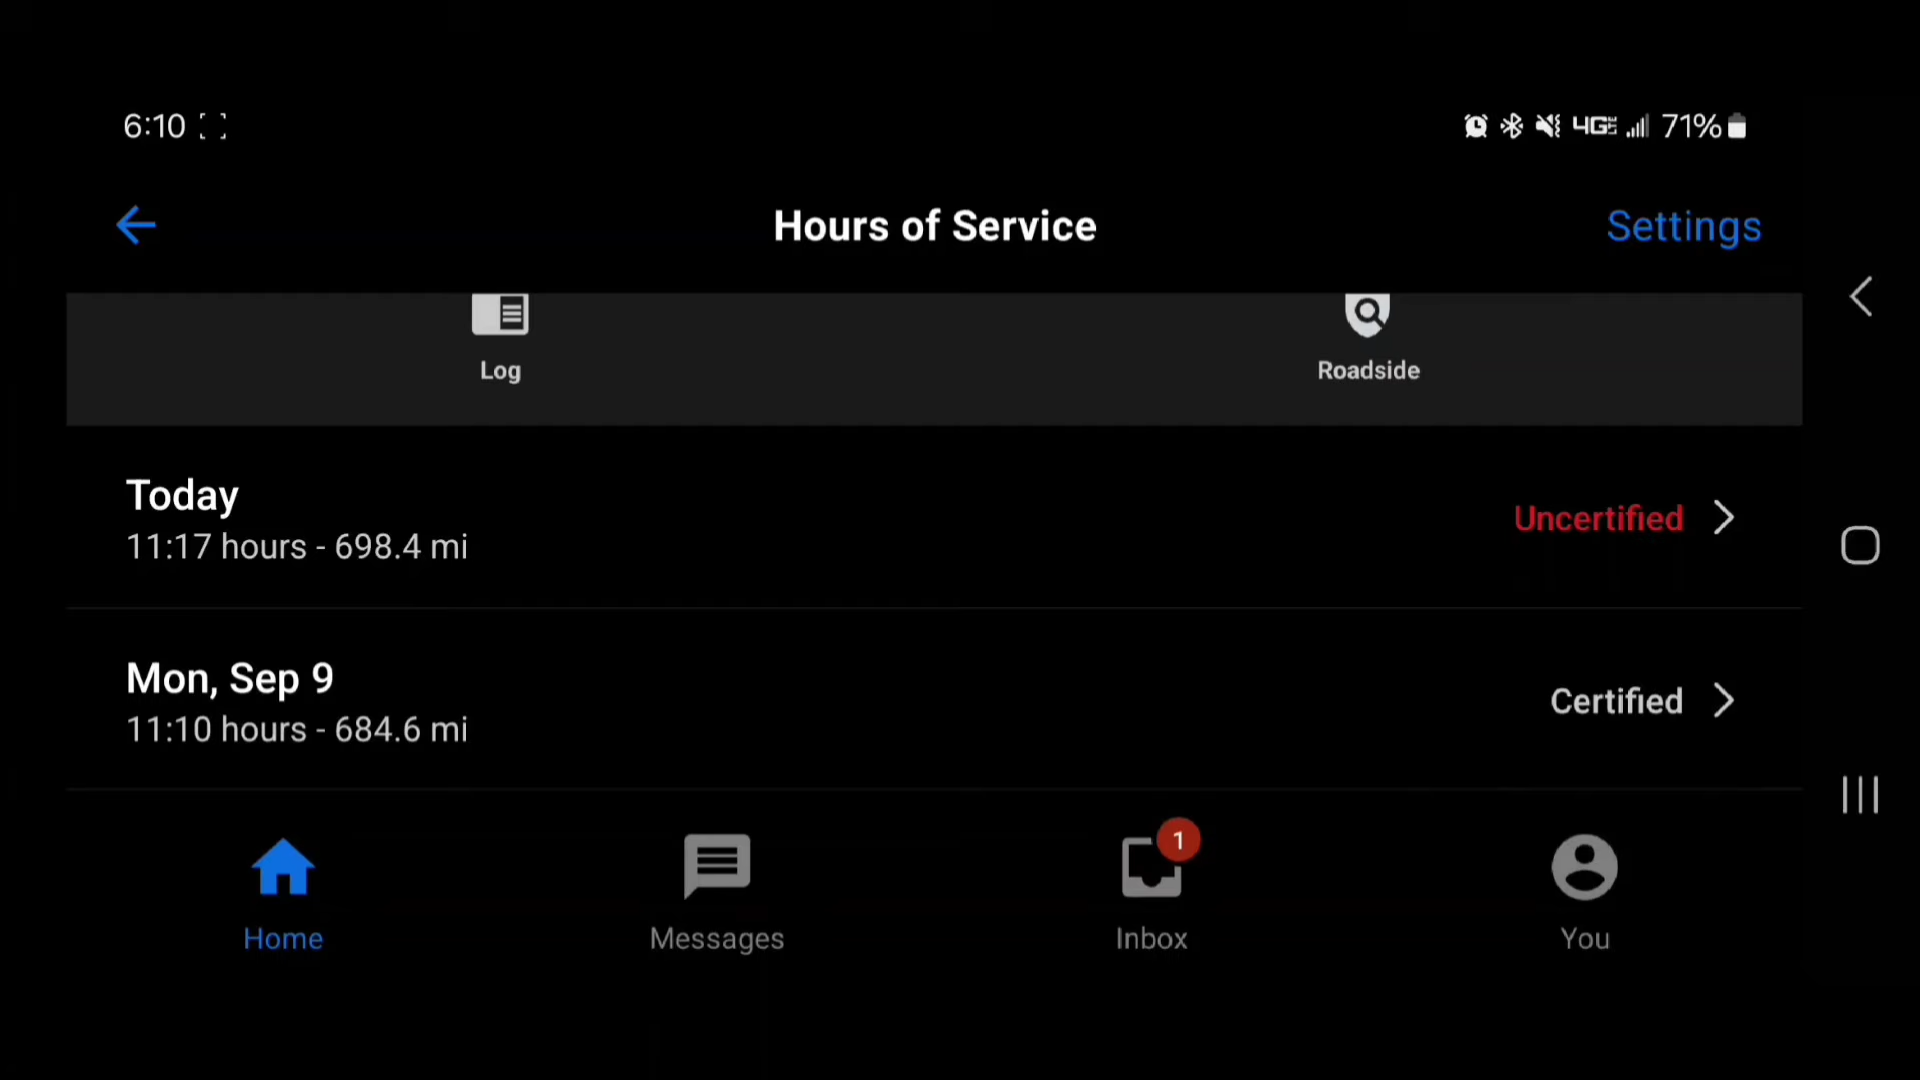 6:10
4G 71%
Hours of Service
Settings
Log
Roadside
Today
11:17 hours - 698.4 mi
Uncertified
Mon, Sep 9
11:10 hours - 684.6 mi
Certified
1
Home
Messages
Inbox
You